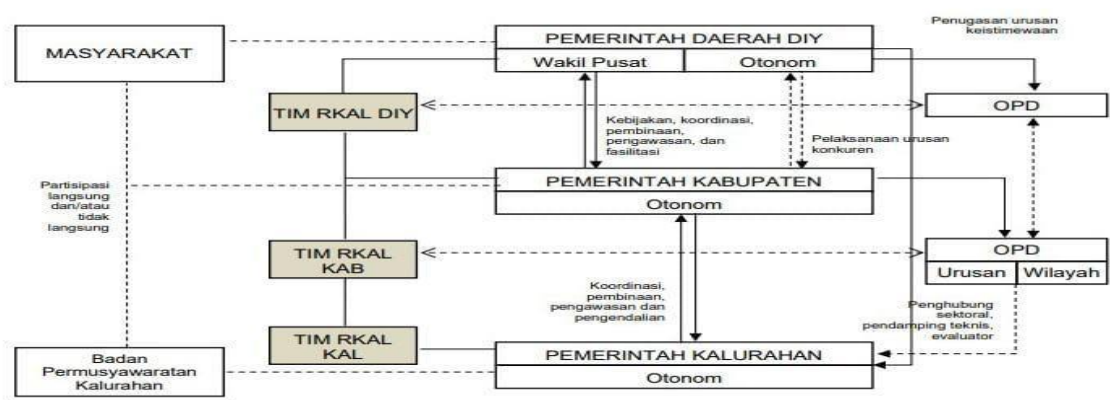 MASYARAKAT
PEMERINTAH DAERAH DIY
Wakil Pusat
Otonom
Penugasan urusan
keistimewaan
TIM RKAL DIY
OPD
Kebijakan, koordinasi,
pembinaan,
pengawasan, dan
fasilitasi
Pelaksanaan urusan
konkuren
Partisipasi
langsung
dan/atau
tidak
langsung
PEMERINTAH KABUPATEN
Otonom
TIM RKAL
KAB
OPD
Urusan
Wilayah
Koordinasi,
pembinaan,
pengawasan dan
pengendalian
Penghubung
sektoral,
pendamping teknis,
evaluator
TIM RKAL
KAL
Badan
Permusyawaratan
Kalurahan
PEMERINTAH KALURAHAN
Otonom